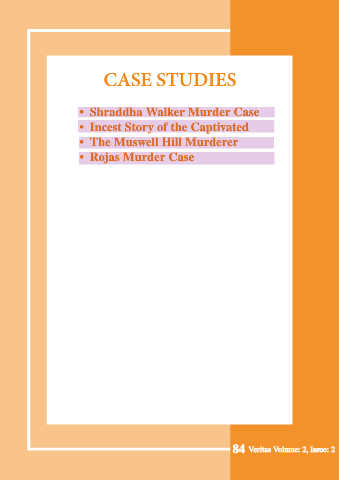 CASE STUDIES
• Shraddha Walker Murder Case
• Incest Story of the Captivated
• The Muswell Hill Murderer
• Rojas Murder Case
84 Veritas Volume: 2, Issue: 2